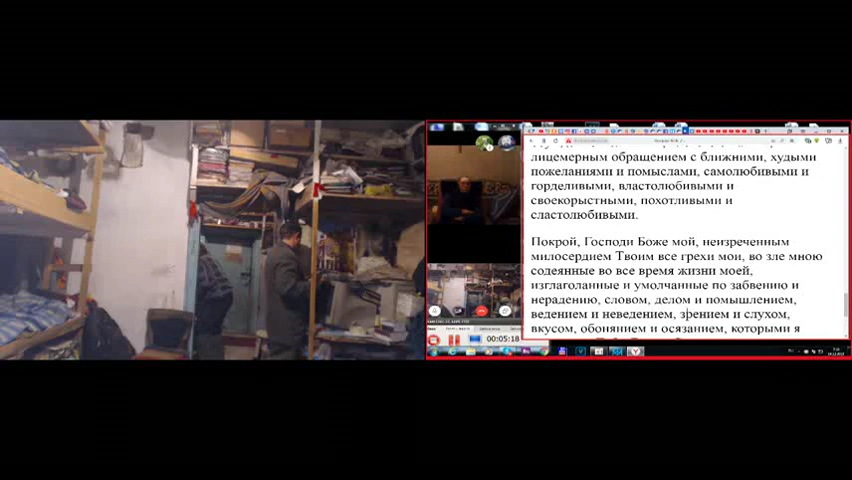 лицемерным обращением с ближними, худыми
пожеланиями и помыслами, самолюбивыми и
горделивыми, властолюбивыми и
своекорыстными, похотливыми и
сластолюбивыми.
Покрой, Господи Боже мой, неизреченным
милосердием Твоим все грехи мои, во зле мною
содеянные во все время жизни моей,
изглаголанные и умолчанные по забвению и
нерадению, словом, делом и помышлением,
ведением и неведением, зрением и слухом,
вкусом, обонянием и осязанием, которыми я
00:05:18